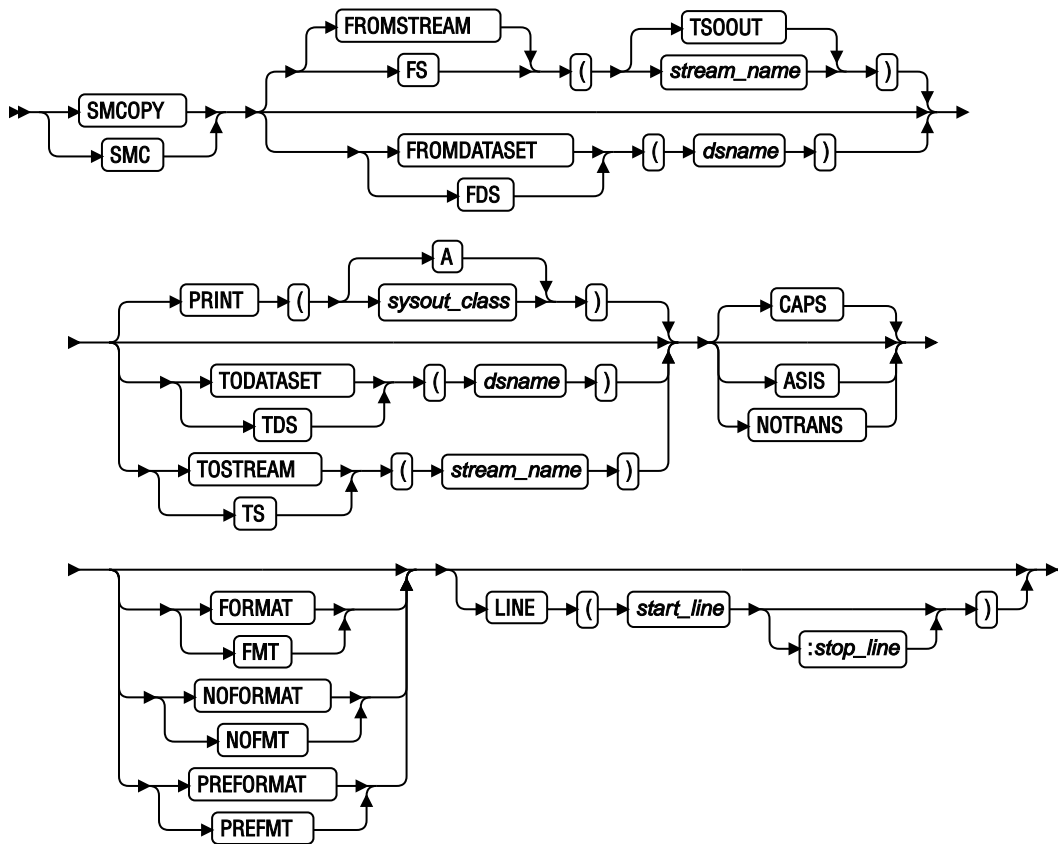 FROMSTREAM
TSOOUT
FS
(
stream_name
)
SMCOPY
SMC
FROMDATASET
(
dsname
)
FDS
A
PRINT
(
sysout_class
)
CAPS
TODATASET
(
dsname
)
ASIS
TDS
NOTRANS
TOSTREAM
(
stream_name
)
TS
FORMAT
LINE
(
start_line
)
FMT
:stop_line
NOFORMAT
NOFMT
PREFORMAT
PREFMT